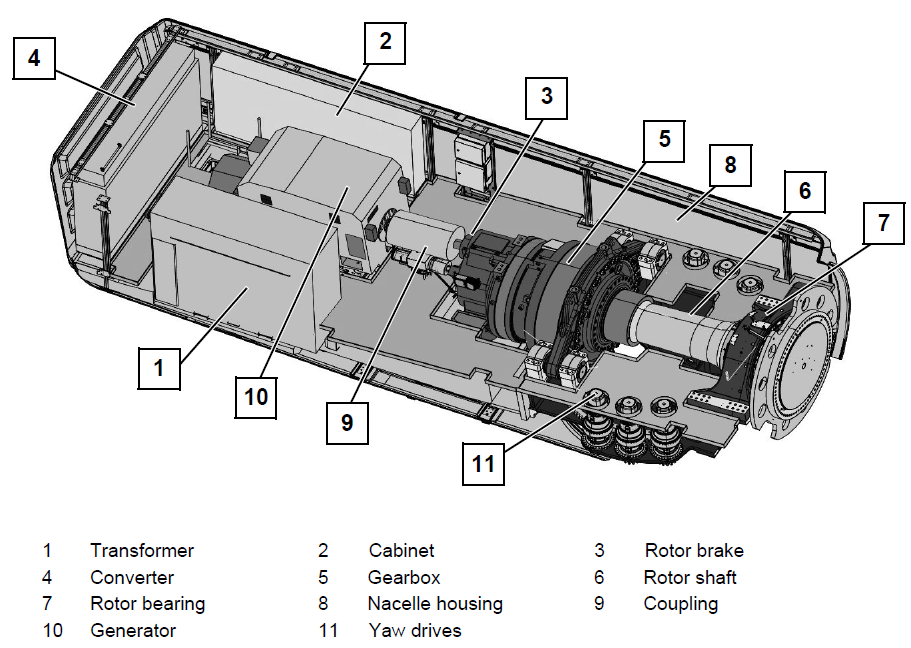 2
4
3
5
8
6
7
1
10
9
11
1 Transformer 2 Cabinet 3 Rotor brake
4 Converter 5 Gearbox 6 Rotor shaft
7 Rotor bearing 8 Nacelle housing 9 Coupling
10 Generator 11 Yaw drives